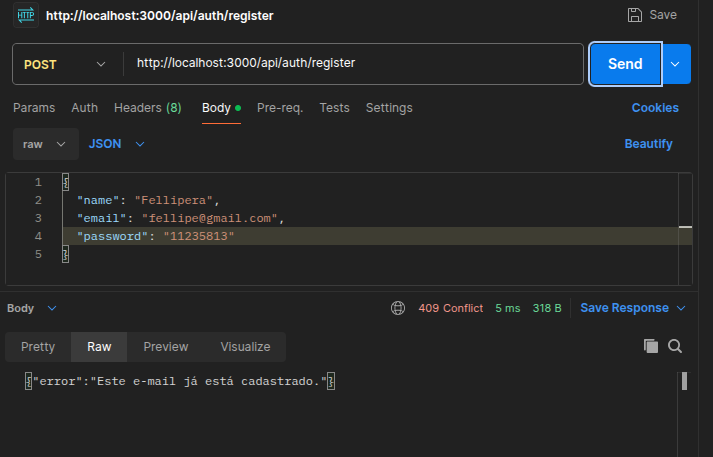 HTTP http://localhost:3000/api/auth/register Save
POST http://localhost:3000/api/auth/register Send
Params Auth Headers (8) Body Pre-req. Tests Settings Cookies
raw JSON Beautify
1 {
2 "name": "Fellipera",
3 "email": "fellipe@gmail.com",
4 "password": "11235813"
5 }
Body 409 Conflict 5 ms 318 B Save Response
Pretty Raw Preview Visualize
{"error":"Este e-mail já está cadastrado."}